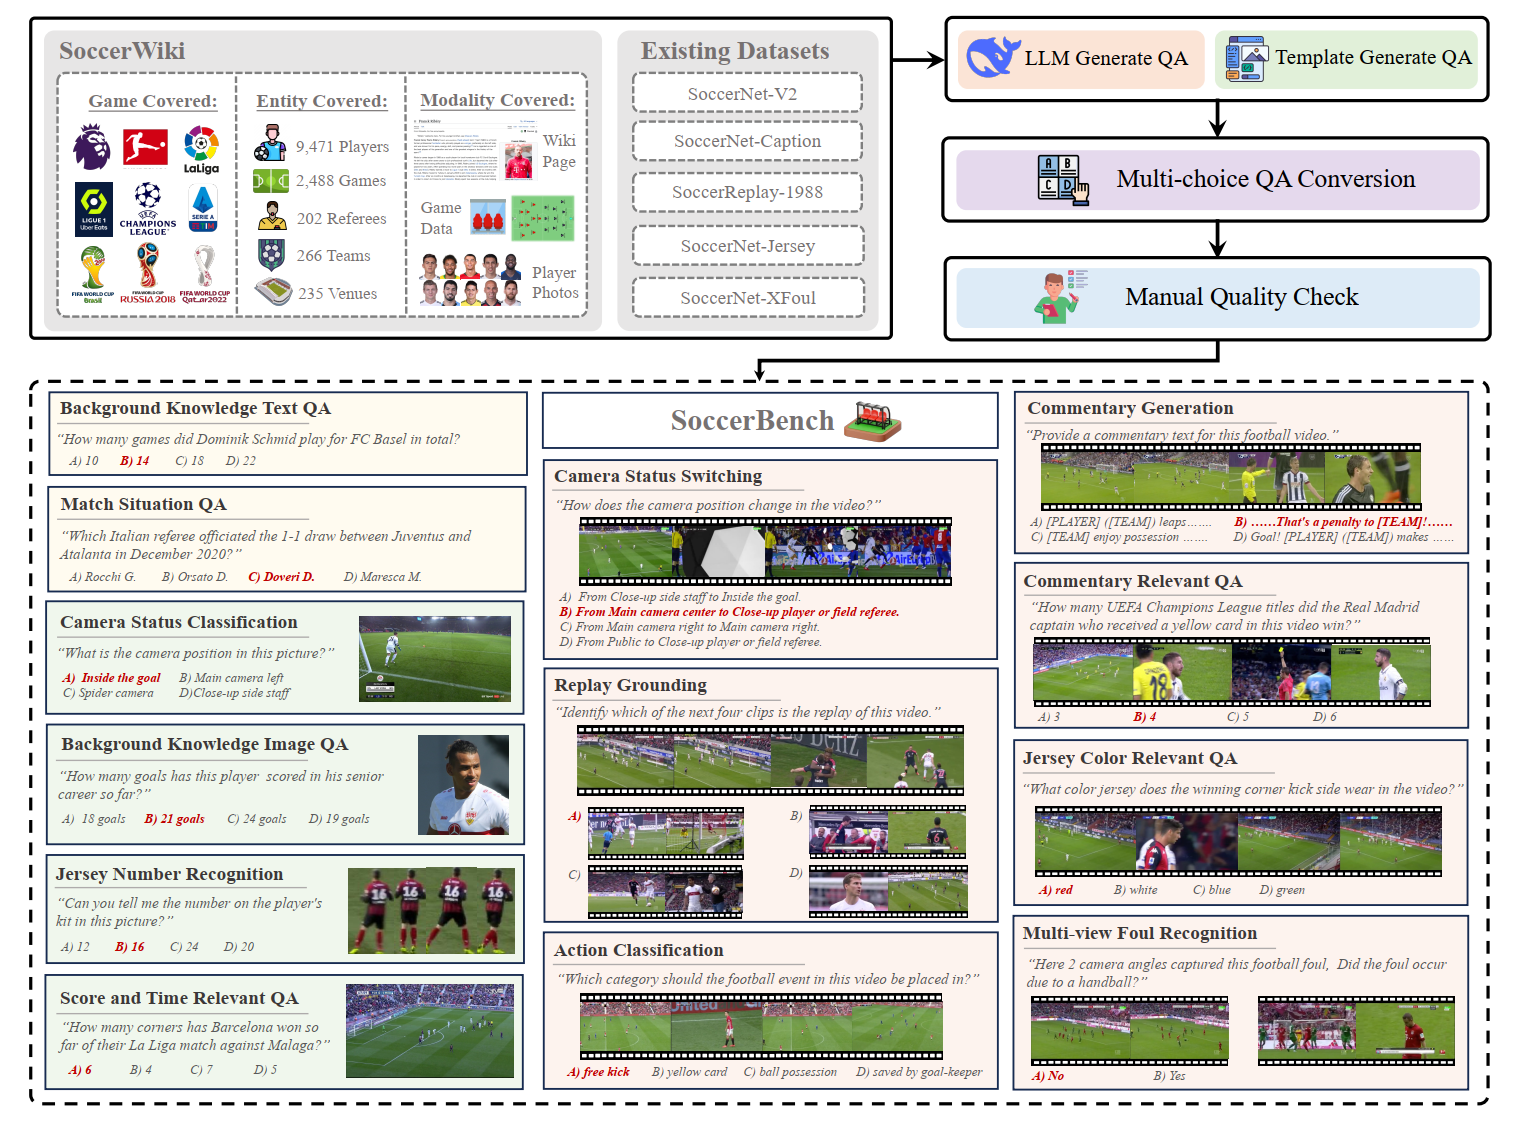 SoccerWiki
Game Covered:
LaLiga
LIGUE 1
Uber Eats
UEFA
CHAMPIONS
LEAGUE
SERIE A
FIFA WORLD CUP
Brasil
FIFA WORLD CUP
RUSSIA 2018
FIFA WORLD CUP
Qatar2022
Entity Covered:
9,471 Players
2,488 Games
202 Referees
266 Teams
235 Venues
Modality Covered:
Wiki
Page
Game
Data
Player
Photos
Existing Datasets
SoccerNet-V2
SoccerNet-Caption
SoccerReplay-1988
SoccerNet-Jersey
SoccerNet-XFoul
LLM Generate QA
Template Generate QA
A B
C D
Multi-choice QA Conversion
Manual Quality Check
Background Knowledge Text QA
“How many games did Dominik Schmid play for FC Basel in total?
A) 10 B) 14 C) 18 D) 22
Match Situation QA
“Which Italian referee officiated the 1-1 draw between Juventus and
Atalanta in December 2020?”
A) Rocchi G. B) Orsato D. C) Doveri D. D) Maresca M.
Camera Status Classification
“What is the camera position in this picture?”
A) Inside the goal B) Main camera left
C) Spider camera D)Close-up side staff
Background Knowledge Image QA
“How many goals has this player scored in his senior
career so far?”
A) 18 goals B) 21 goals C) 24 goals D) 19 goals
Jersey Number Recognition
“Can you tell me the number on the player's
kit in this picture?”
A) 12 B) 16 C) 24 D) 20
16 16 16
Score and Time Relevant QA
“How many corners has Barcelona won so
far of their La Liga match against Malaga?”
A) 6 B) 4 C) 7 D) 5
SoccerBench
Camera Status Switching
“How does the camera position change in the video?”
A) From Close-up side staff to Inside the goal.
B) From Main camera center to Close-up player or field referee.
C) From Main camera right to Main camera right.
D) From Public to Close-up player or field referee.
Replay Grounding
“Identify which of the next four clips is the replay of this video.”
A)
B)
C)
D)
Action Classification
“Which category should the football event in this video be placed in?”
A) free kick B) yellow card C) ball possession D) saved by goal-keeper
Commentary Generation
“Provide a commentary text for this football video.”
A) [PLAYER] ([TEAM]) leaps……. B) ……That's a penalty to [TEAM]!……
C) [TEAM] enjoy possession ……. D) Goal! [PLAYER] ([TEAM]) makes ……
Commentary Relevant QA
“How many UEFA Champions League titles did the Real Madrid
captain who received a yellow card in this video win?”
18
A) 3 B) 4 C) 5 D) 6
Jersey Color Relevant QA
“What color jersey does the winning corner kick side wear in the video?”
A) red B) white C) blue D) green
Multi-view Foul Recognition
“Here 2 camera angles captured this football foul, Did the foul occur
due to a handball?”
A) No B) Yes